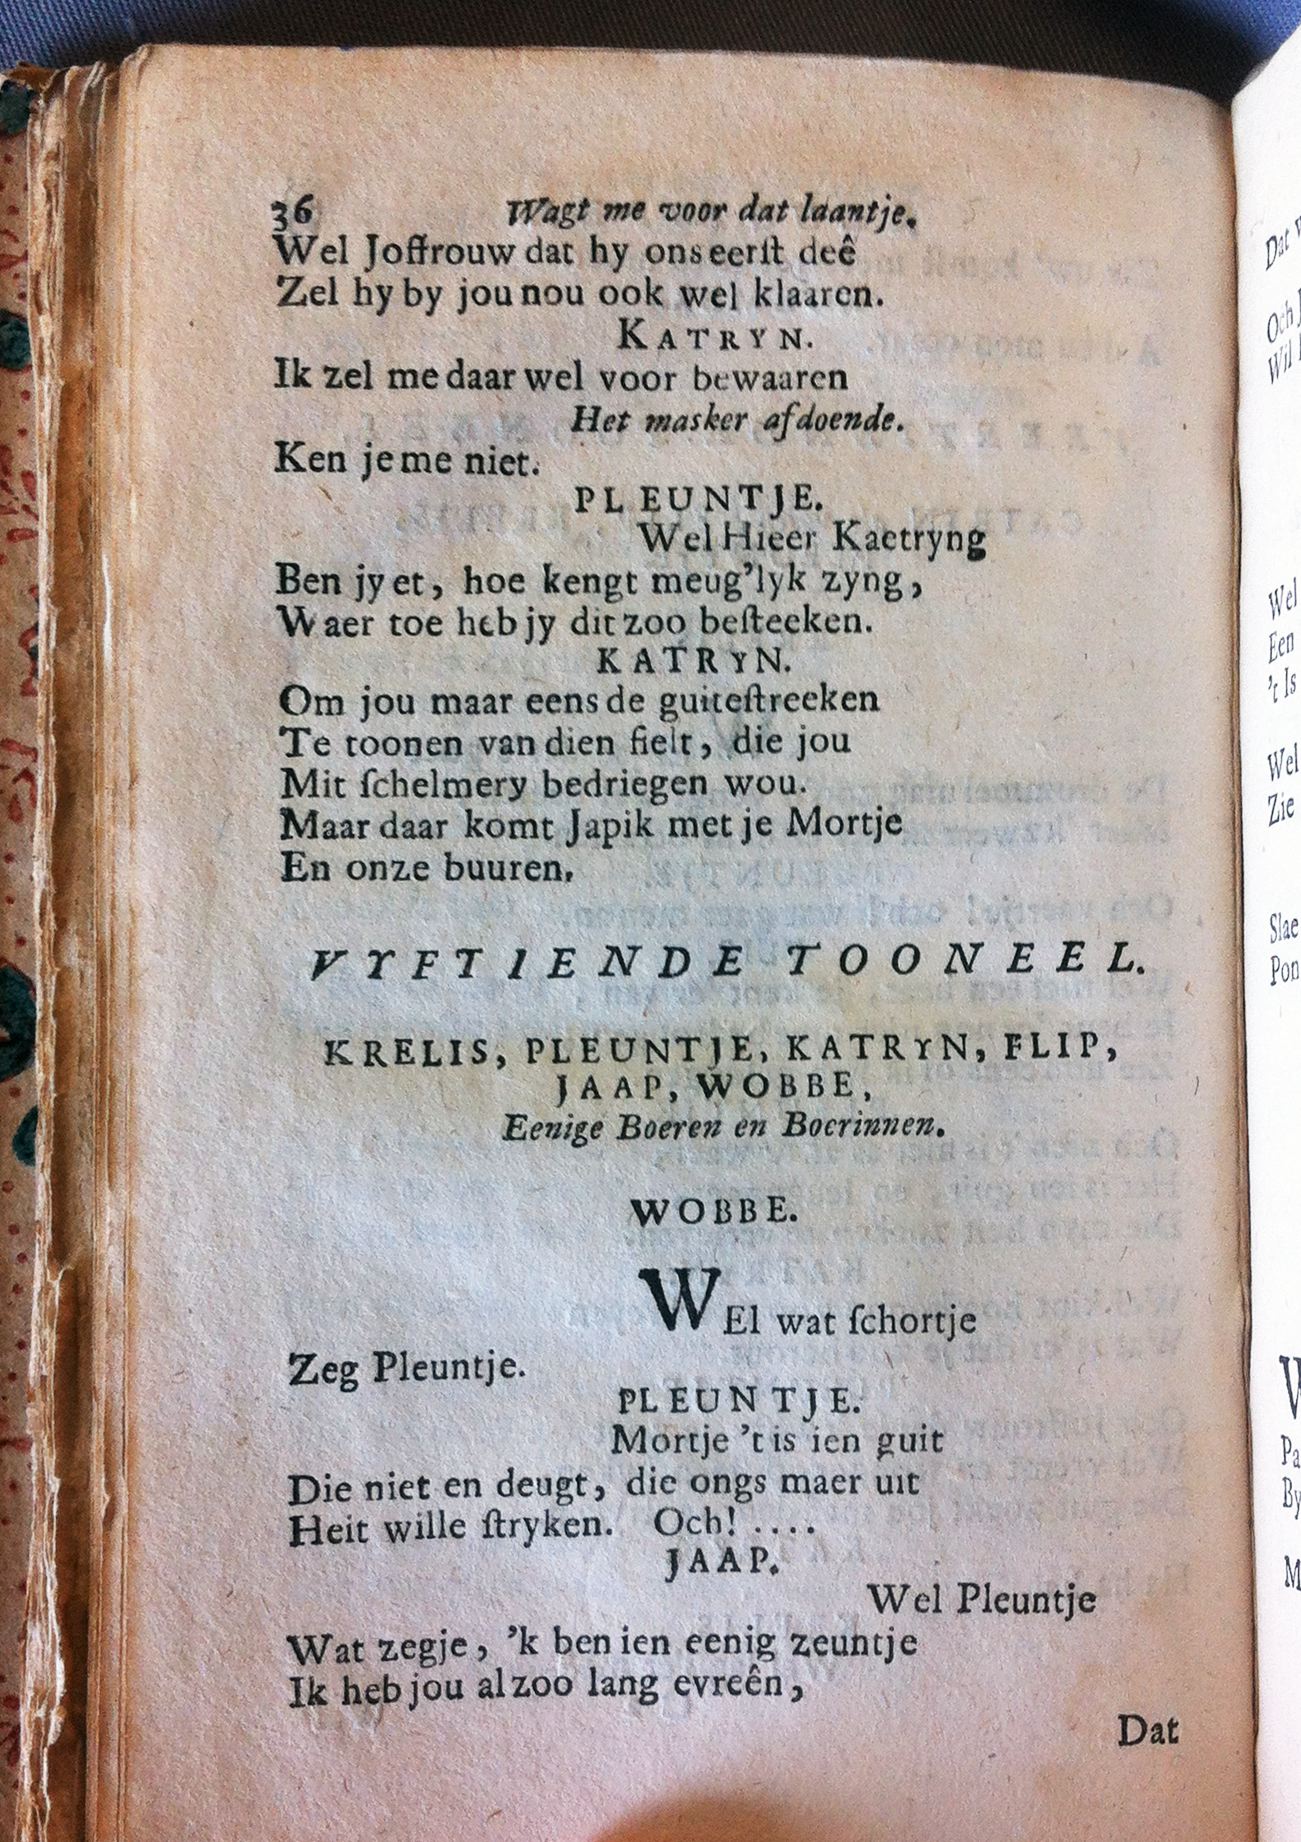 36 Wagt me voor dat laantje.
Wel Joffrouw dat hy ons eerſt deê
Zel hy by jou nou ook wel klaaren.
KATRYN.
Ik zel me daar wel voor bewaaren
Het masker afdoende.
Ken je me niet.
PLEUNTJE.
Wel Hieer Kaetryng
Ben jy et, hoe kengt meug'lyk zyng,
Waer toe heb jy dit zoo beſteeken.
KATRYN.
Om jou maar eens de guiteſtreeken
Te toonen van dien fielt, die jou
Mit ſchelmery bedriegen wou.
Maar daar komt Japik met je Mortje
En onze buuren.
VYFTIENDE TOONEEL.
KRELIS, PLEUNTJE, KATRYN, FLIP,
JAAP, WOBBE,
Eenige Boeren en Boerinnen.
WOBBE.
WEl wat ſchortje
Zeg Pleuntje.
PLEUNTJE.
Mortje 't is ien guit
Die niet en deugt, die ongs maer uit
Heit wille ſtryken. Och! ....
JAAP.
Wel Pleuntje
Wat zegje, 'k ben ien eenig zeuntje
Ik heb jou al zoo lang evreên,
Dat
Wel
Een
't Is
Wel
Zie